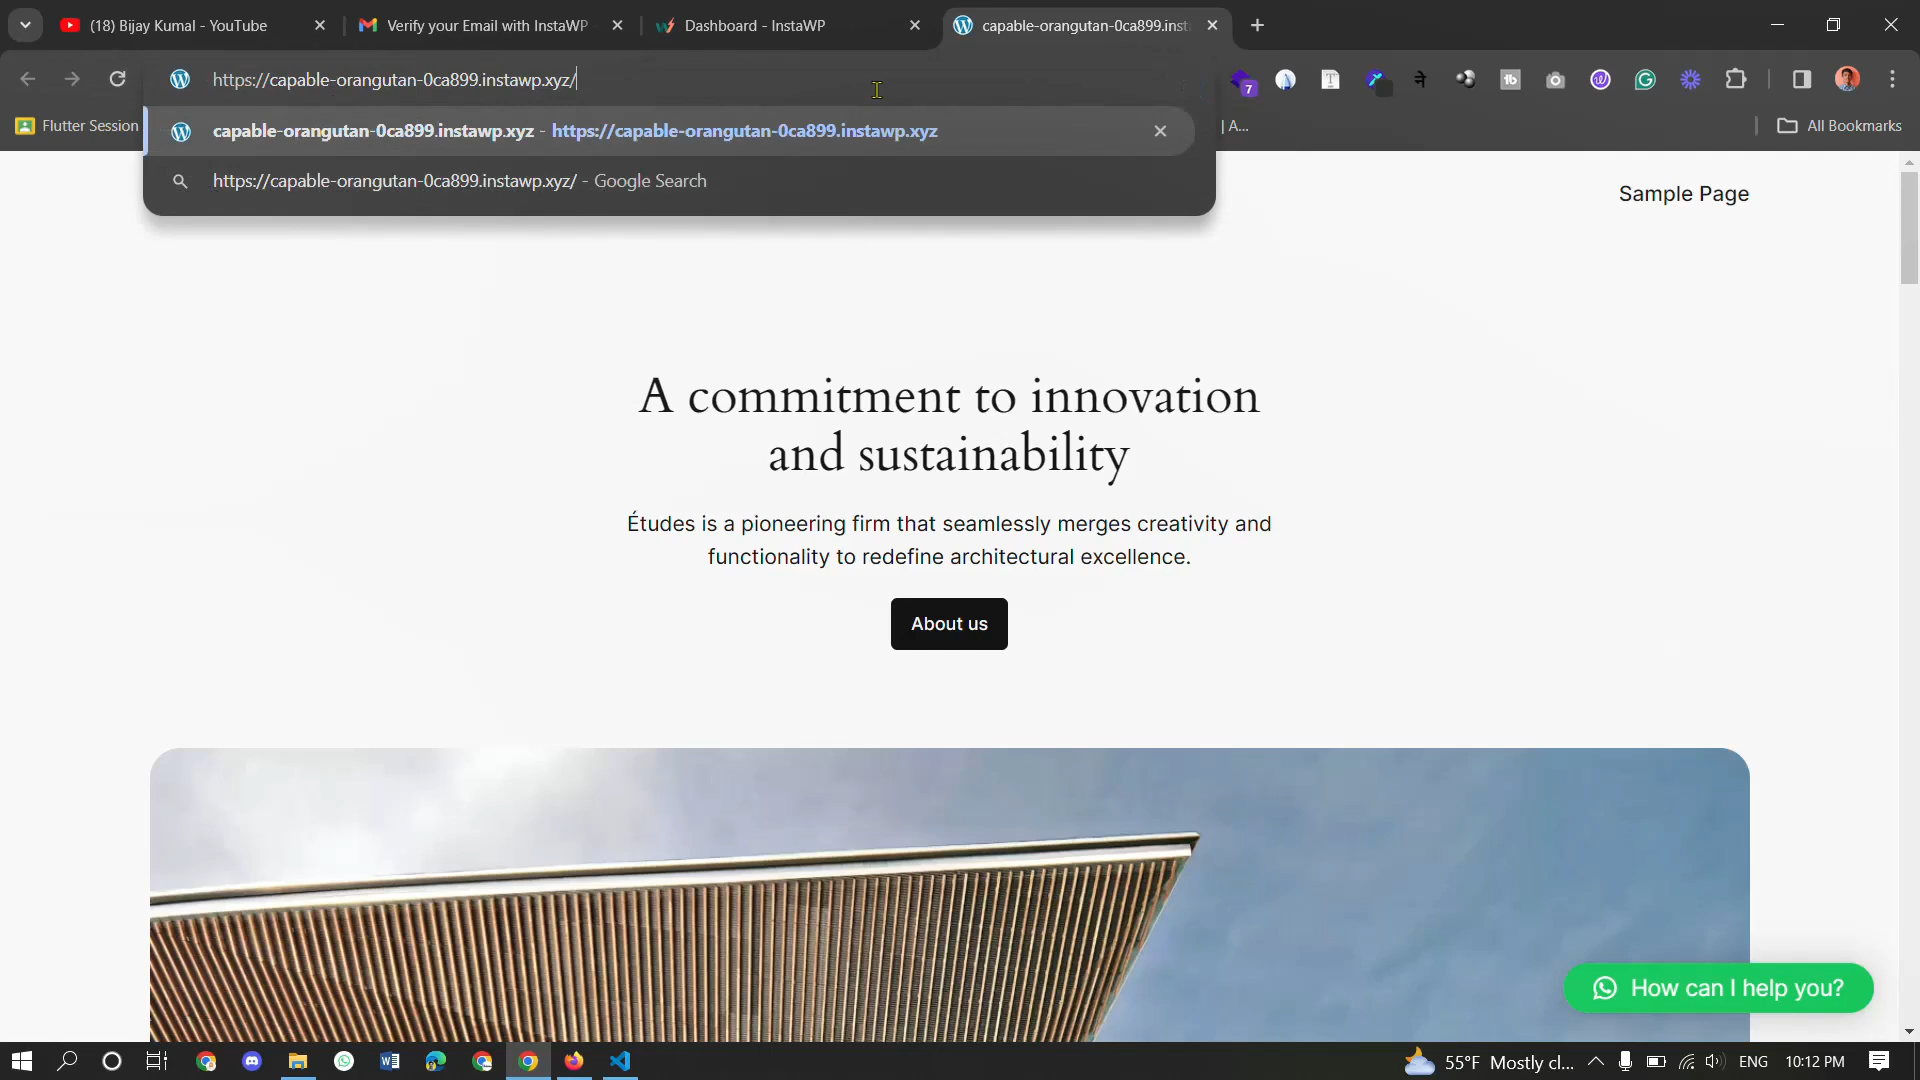 (18) Bijay Kumal - YouTube
Verify your Email with InstaWP
Dashboard - InstaWP
capable-orangutan-0ca899.inst
https://capable-orangutan-0ca899.instawp.xyz/
7
Flutter Session
capable-orangutan-0ca899.instawp.xyz - https://capable-orangutan-0ca899.instawp.xyz
| A...
All Bookmarks
https://capable-orangutan-0ca899.instawp.xyz/ - Google Search
Sample Page
A commitment to innovation
and sustainability
Études is a pioneering firm that seamlessly merges creativity and
functionality to redefine architectural excellence.
About us
How can I help you?
55°F Mostly cl...
ENG
10:12 PM